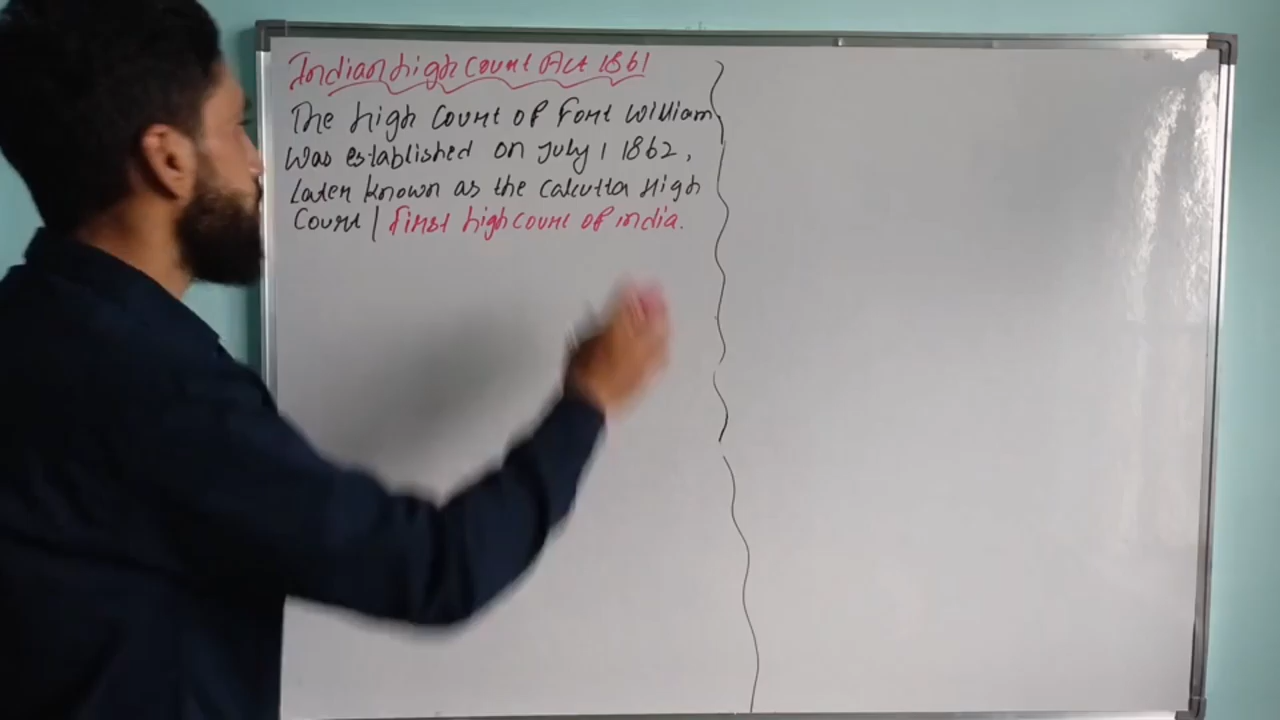 Indian high Court Act 1861
The high Court of Fort William
Was established on July 1 1862,
Later known as the Calcutta High
Court | first high court of india.